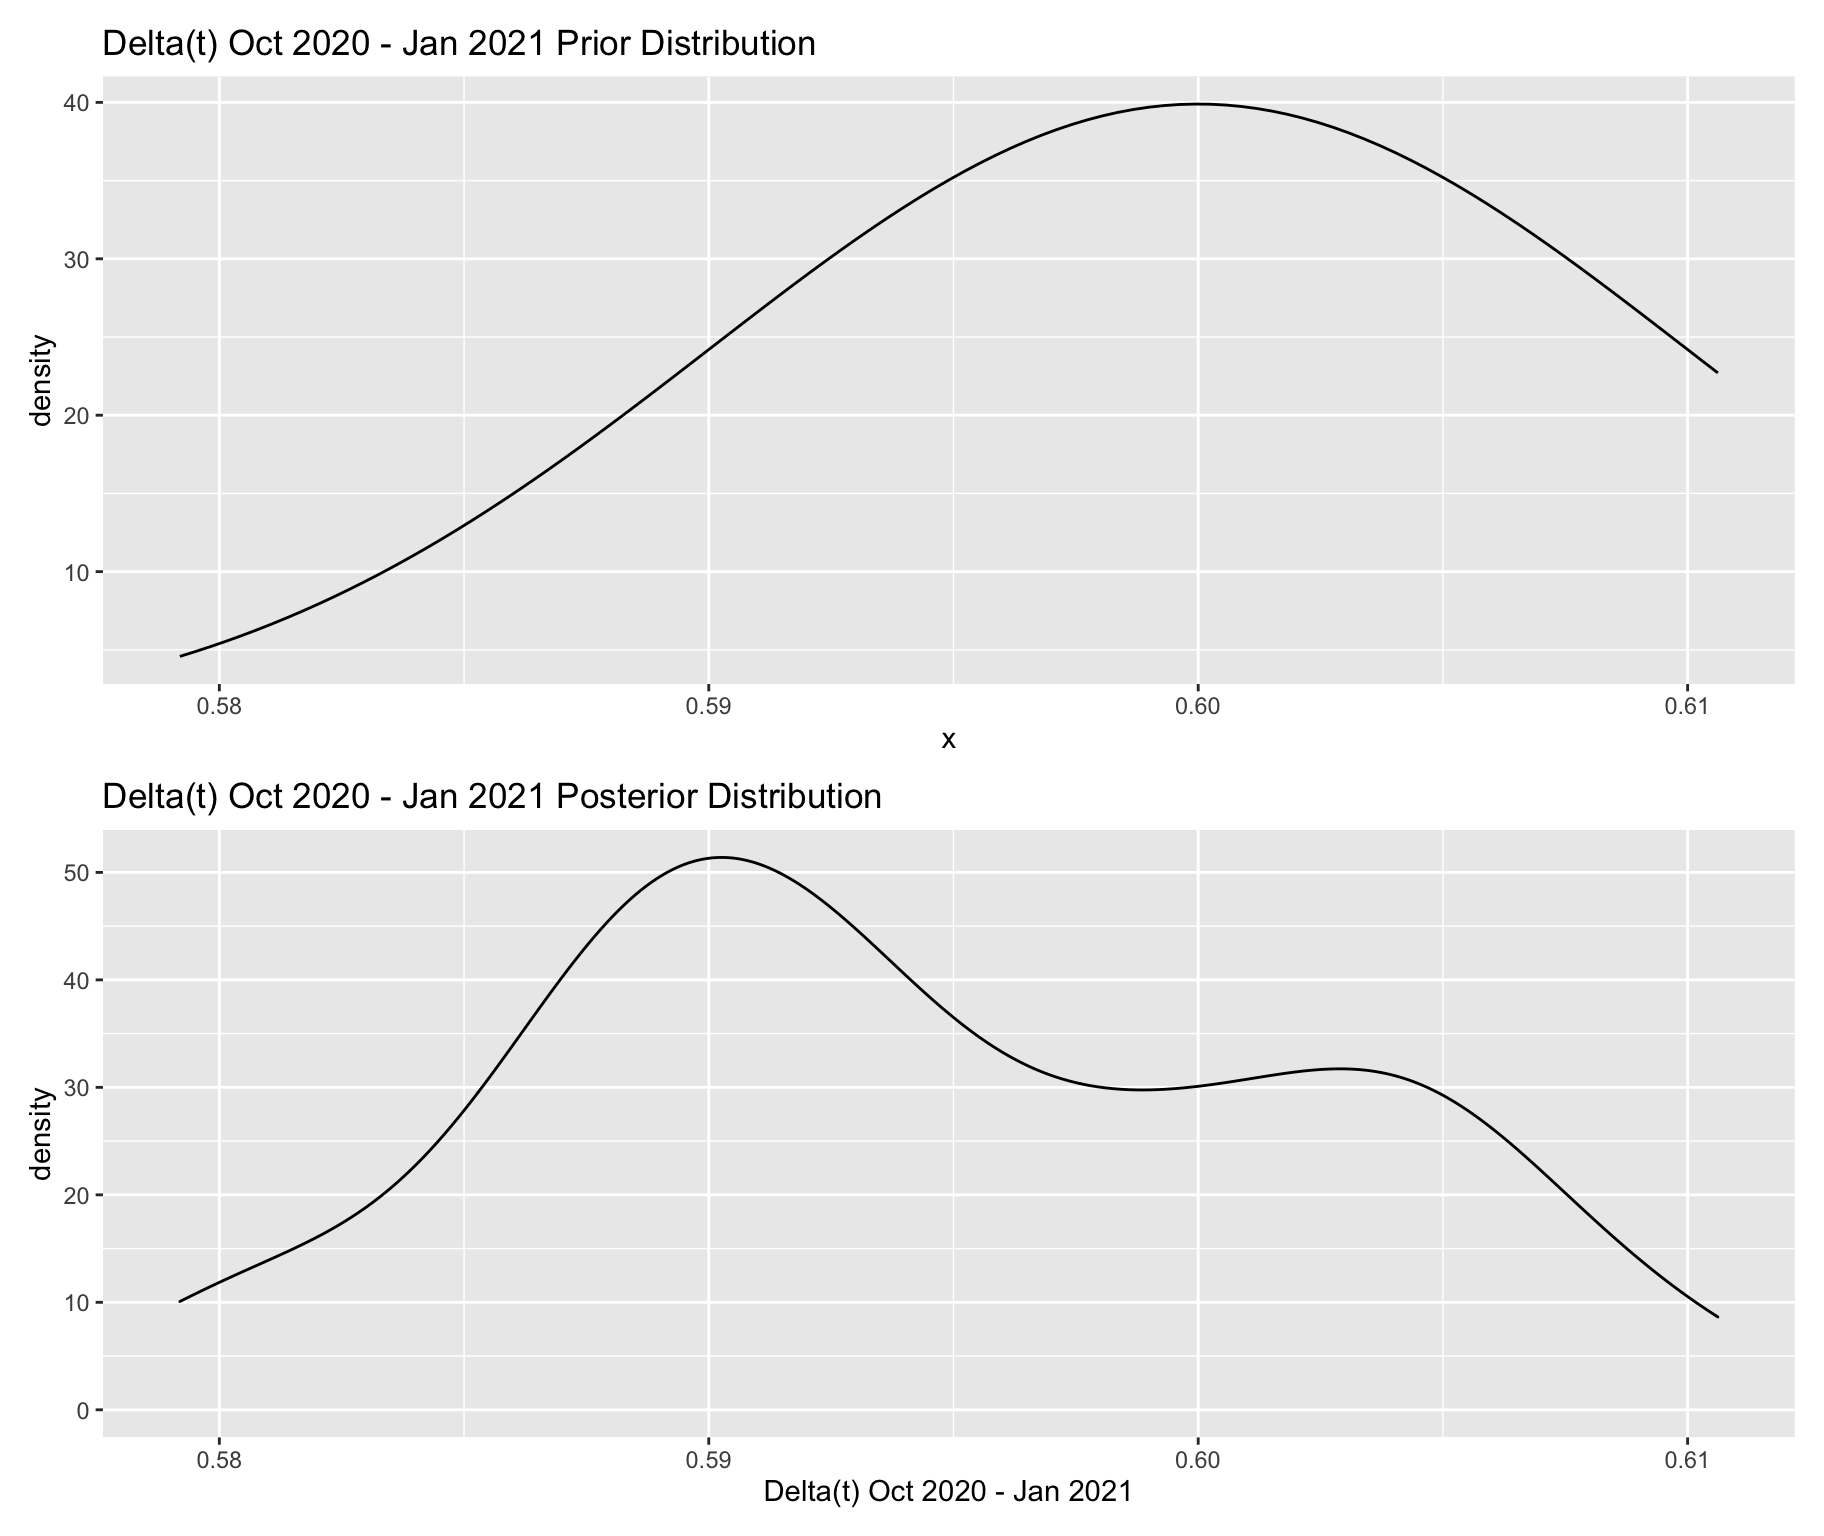 Delta(t) Oct 2020 - Jan 2021 Prior Distribution
40
30
20
10
density
0.58 0.59 0.60 0.61
x
Delta(t) Oct 2020 - Jan 2021 Posterior Distribution
50
40
30
20
10
0
density
0.58 0.59 0.60 0.61
Delta(t) Oct 2020 - Jan 2021